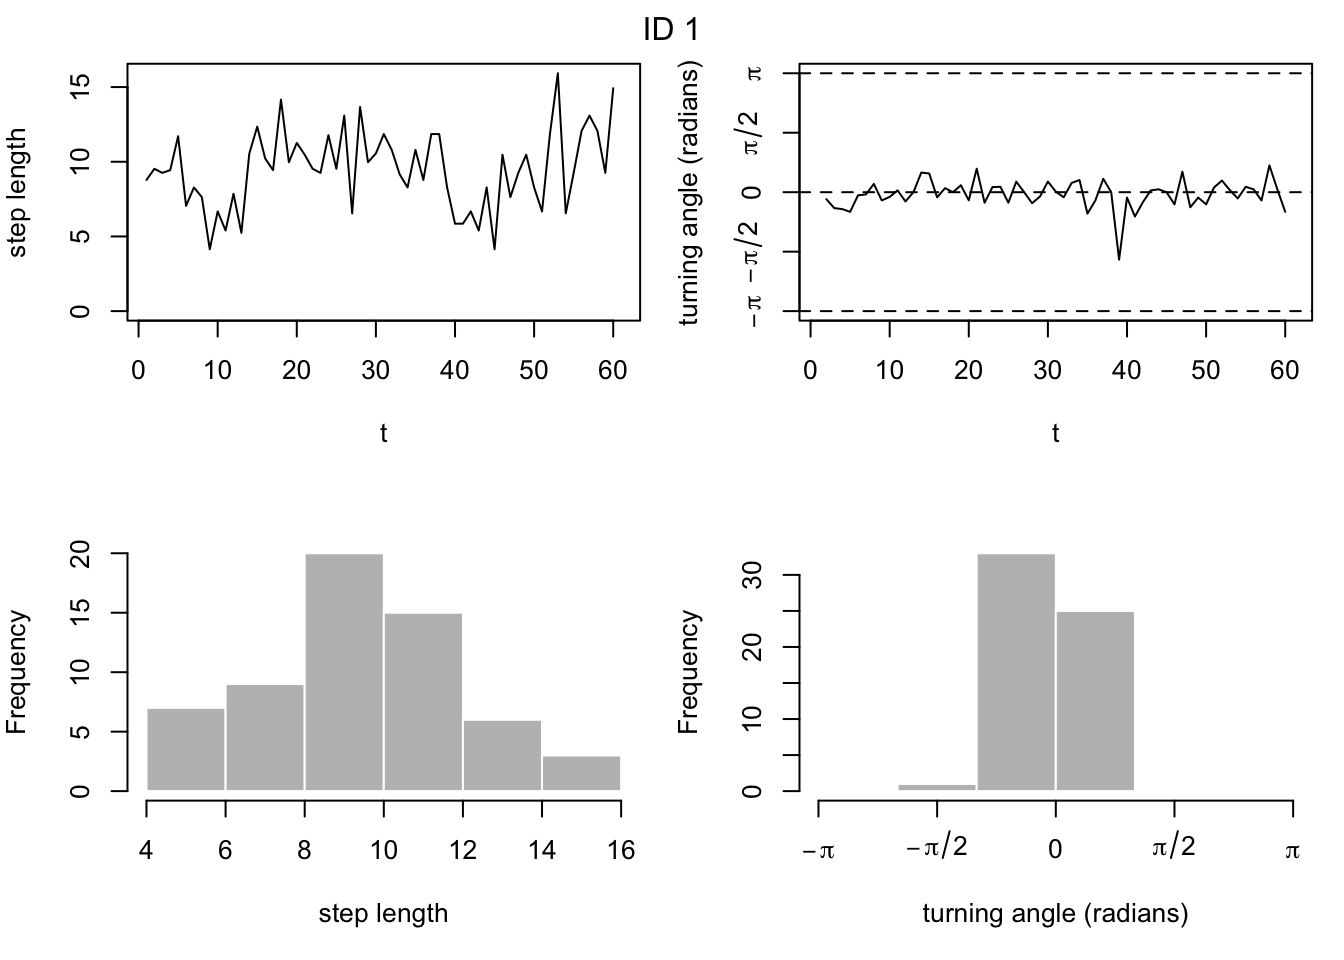 ID 1
step length
15
10
5
0
0 10 20 30 40 50 60
t
turning angle (radians)
π
π/2
0
−π/2
−π
0 10 20 30 40 50 60
t
Frequency
20
15
10
5
0
4 6 8 10 12 14 16
step length
Frequency
30
20
10
0
−π −π/2 0 π/2 π
turning angle (radians)